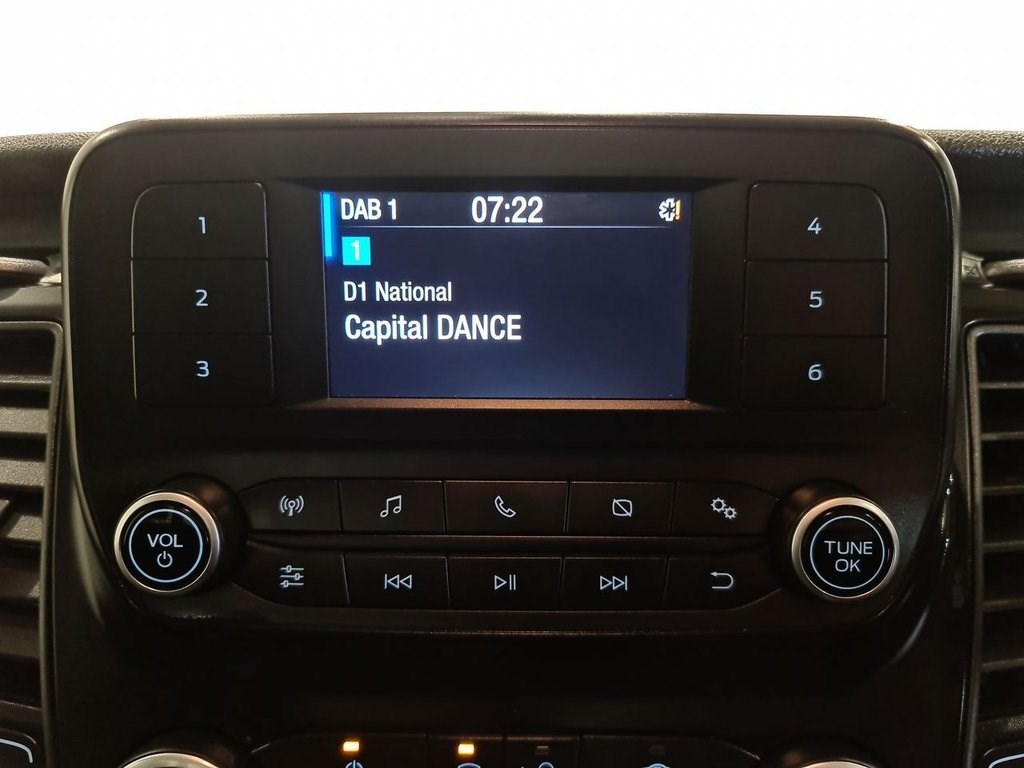 DAB 1 07:22
1
D1 National
Capital DANCE
1
2
3
4
5
6
VOL
TUNE
OK